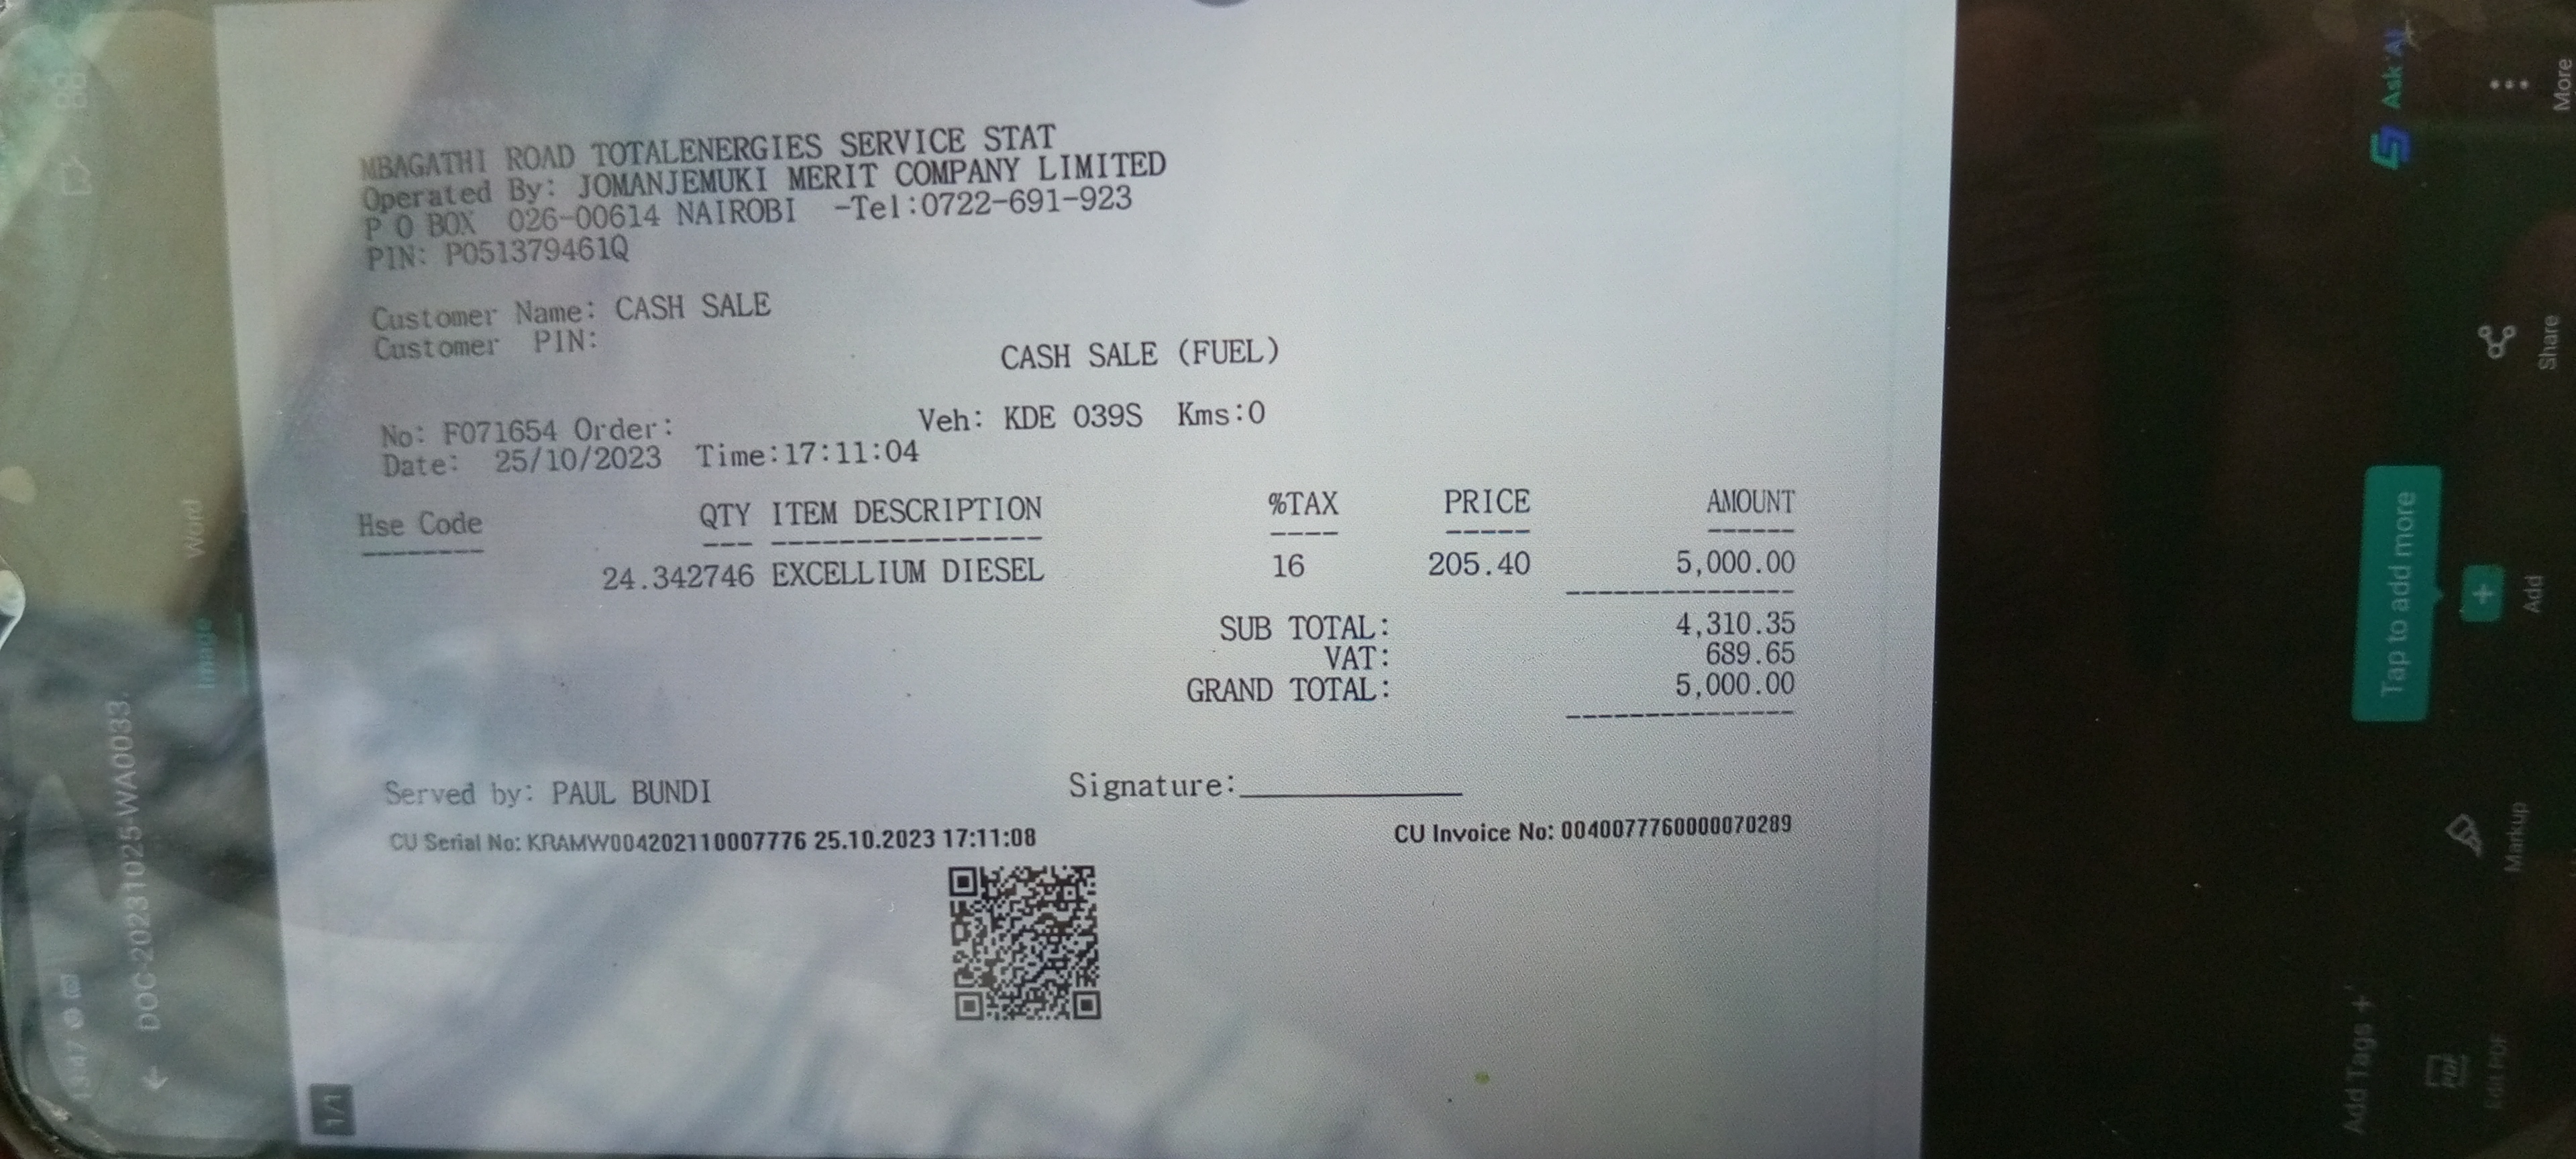 MBAGATHI ROAD TOTALENERGIES SERVICE STAT
Operated By: JOMANJEMUKI MERIT COMPANY LIMITED
P O BOX 026-00614 NAIROBI -Tel:0722-691-923
PIN: P051379461Q
Customer Name: CASH SALE
Customer PIN:
CASH SALE (FUEL)
No: F071654 Order: Veh: KDE 039S Kms:0
Date: 25/10/2023 Time:17:11:04
Hse Code QTY ITEM DESCRIPTION %TAX PRICE AMOUNT
24.342746 EXCELLIUM DIESEL 16 205.40 5,000.00
SUB TOTAL: 4,310.35
VAT: 689.65
GRAND TOTAL: 5,000.00
Served by: PAUL BUNDI Signature:
CU Serial No: KRAMW004202110007776 25.10.2023 17:11:08 CU Invoice No: 0040077760000070289
1/1
13:47
DOC-20231025-WA0033.
Image Word
Tap to add more
Add Tags +
Ask AI
Edit PDF Markup Add Share More